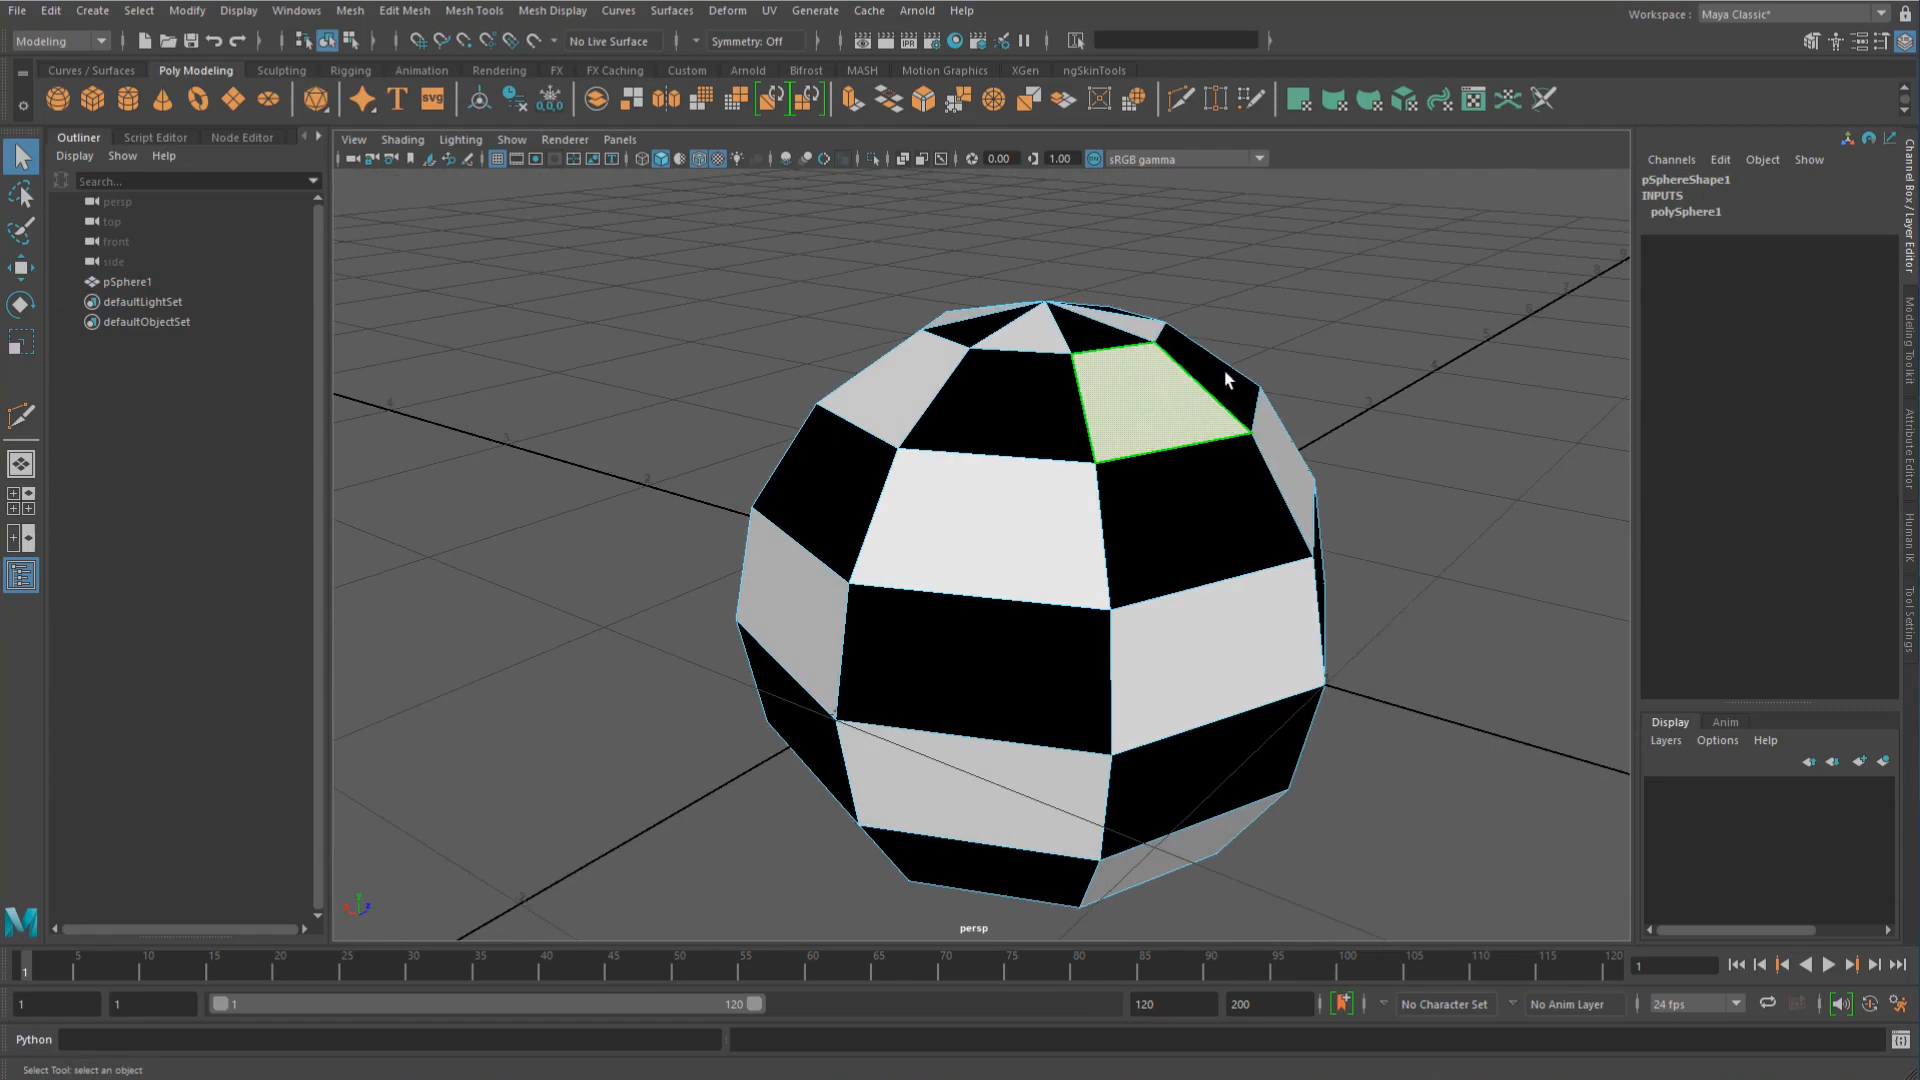 File Edit Create Select Modify Display Windows Mesh Edit Mesh Mesh Tools Mesh Display Curves Surfaces Deform UV Generate Cache Arnold Help
Workspace : Maya Classic*
Modeling No Live Surface Symmetry: Off
Curves / Surfaces Poly Modeling Sculpting Rigging Animation Rendering FX FX Caching Custom Arnold Bifrost MASH Motion Graphics XGen ngSkinTools
T svg 0,0,0
Outliner Script Editor Node Editor
Display Show Help
Search...
persp
top
front
side
pSphere1
defaultLightSet
defaultObjectSet
View Shading Lighting Show Renderer Panels
0.00 1.00 sRGB gamma
persp
Channels Edit Object Show
pSphereShape1
INPUTS
polySphere1
Channel Box / Layer Editor
Modeling Toolkit
Attribute Editor
Human IK
Tool Settings
Display Anim
Layers Options Help
1 5 10 15 20 25 30 35 40 45 50 55 60 65 70 75 80 85 90 95 100 105 110 115 120
1
1 1 1 120 120 200 No Character Set No Anim Layer 24 fps
Python
Select Tool: select an object